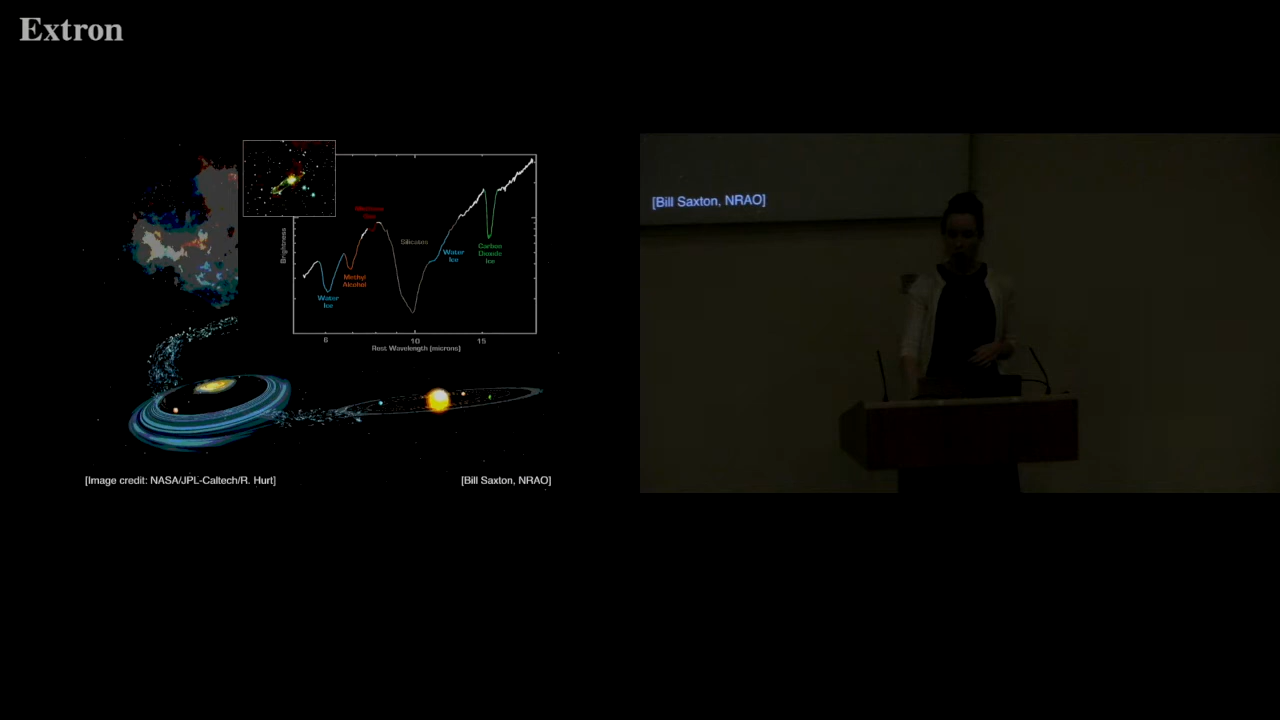 Extron
[Bill Saxton, NRAO]
Brightness
Silicates
Water
Ice
Methyl
Alcohol
Water
Ice
Carbon
Dioxide
Ice
6
10
15
Rest Wavelength [microns]
[Image credit: NASA/JPL-Caltech/R. Hurt]
[Bill Saxton, NRAO]